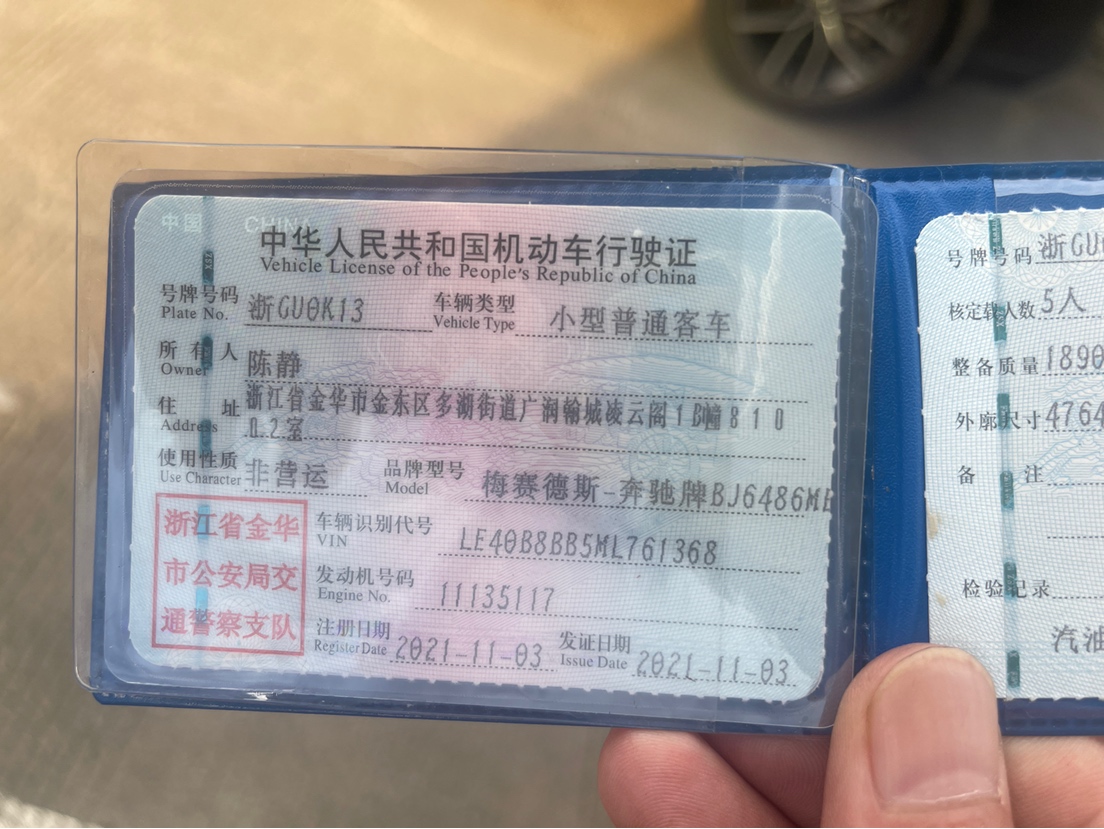 中国 CHINA
中华人民共和国机动车行驶证
Vehicle License of the People's Republic of China
号牌号码 浙GU0K13 车辆类型 小型普通客车
Plate No. Vehicle Type
所有人 陈静
Owner
住址 浙江省金华市金东区多湖街道广润翰城凌云阁1B幢810
Address 0.2室
使用性质 非营运 品牌型号 梅赛德斯-奔驰牌BJ6486ME
Use Character Model
浙江省金华
市公安局交
通警察支队
车辆识别代号 LE40B8BB5ML761368
VIN
发动机号码 11135117
Engine No.
注册日期 2021-11-03 发证日期 2021-11-03
Register Date Issue Date
号牌号码 浙GU
核定载人数 5人
整备质量 1890
外廓尺寸 4764
备注
检验记录
汽油